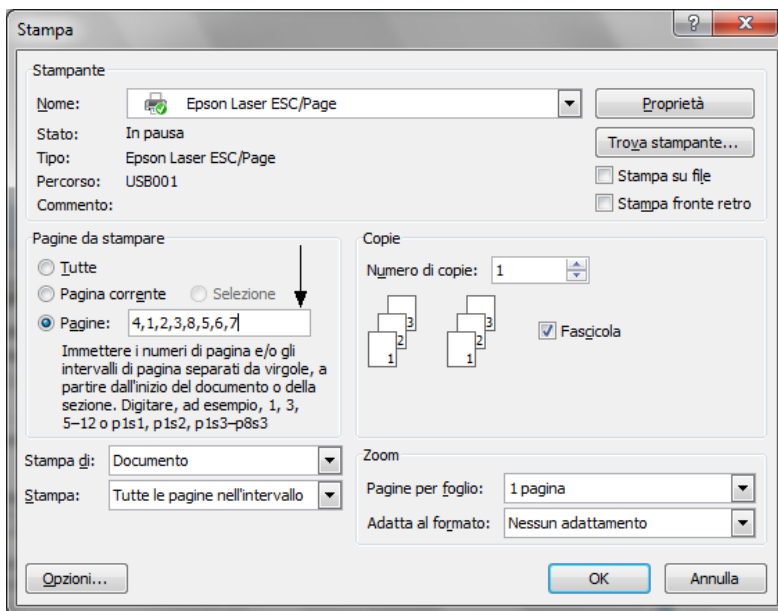 Stampa
Stampante
Nome: Epson Laser ESC/Page
Proprietà
Stato: In pausa
Trova stampante...
Tipo: Epson Laser ESC/Page
Percorso: USB001
Stampa su file
Commento:
Stampa fronte retro
Pagine da stampare
Tutte
Pagina corrente Selezione
Pagine: 4,1,2,3,8,5,6,7
Immettere i numeri di pagina e/o gli
intervalli di pagina separati da virgole, a
partire dall'inizio del documento o della
sezione. Digitare, ad esempio, 1, 3,
5–12 o p1s1, p1s2, p1s3–p8s3
Copie
Numero di copie: 1
3 3
2 2
1 1
Fascicola
Stampa di: Documento
Stampa: Tutte le pagine nell'intervallo
Zoom
Pagine per foglio: 1 pagina
Adatta al formato: Nessun adattamento
Opzioni...
OK
Annulla